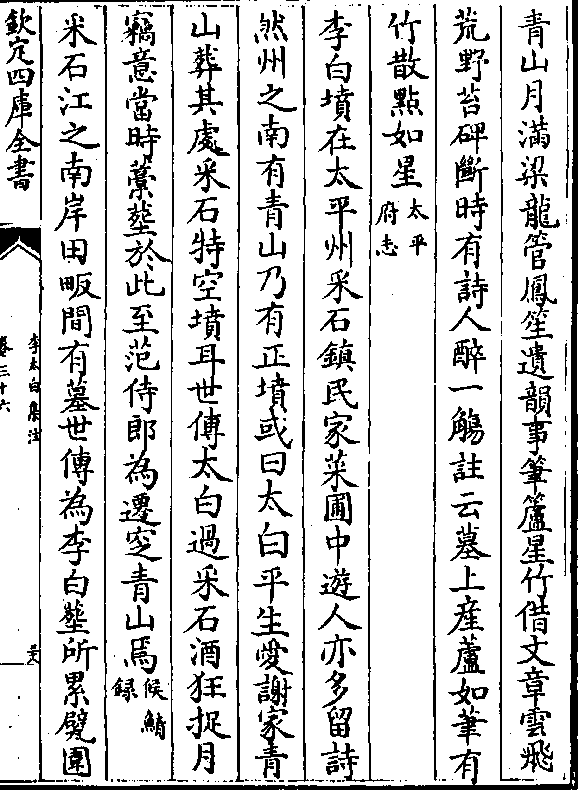 青山月滿梁龍管鳳笙遺韻事筆籚星竹借文章雲飛
荒野苔碑斷時有詩人醉一觴註云墓上産蘆如筆有
竹散點如星太平府志
李白墳在太平州采石鎮民家菜圃中遊人亦多留詩
然州之南有青山乃有正墳或曰太白平生愛謝家青
山葬其處采石特空墳耳世傳太白過采石酒狂捉月
竊意當時藁塟於此至范侍郎為遷窆青山焉候鯖録
采石江之南岸田畈間有墓世傳為李白塟所累甓圍
欽定四庫全書
李太白集注
卷三十六